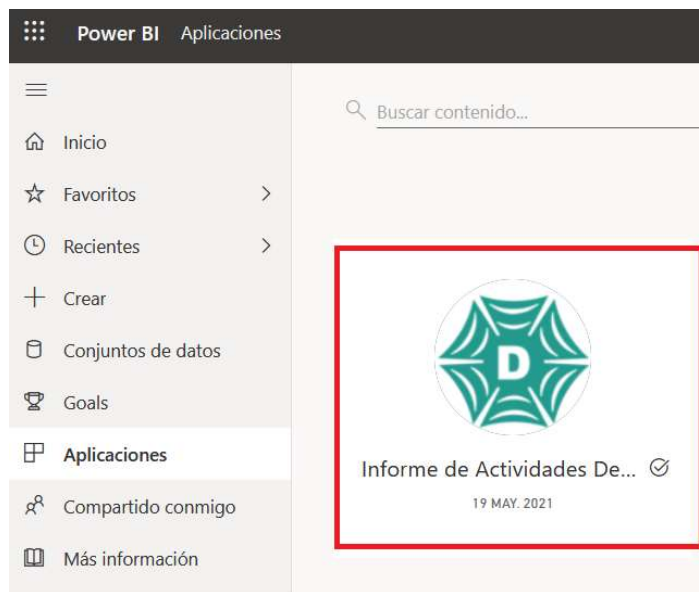 Power BI Aplicaciones
Buscar contenido...
Inicio
Favoritos
Recientes
Crear
Conjuntos de datos
Goals
Aplicaciones
Compartido conmigo
Más información
D
Informe de Actividades De...
19 MAY. 2021